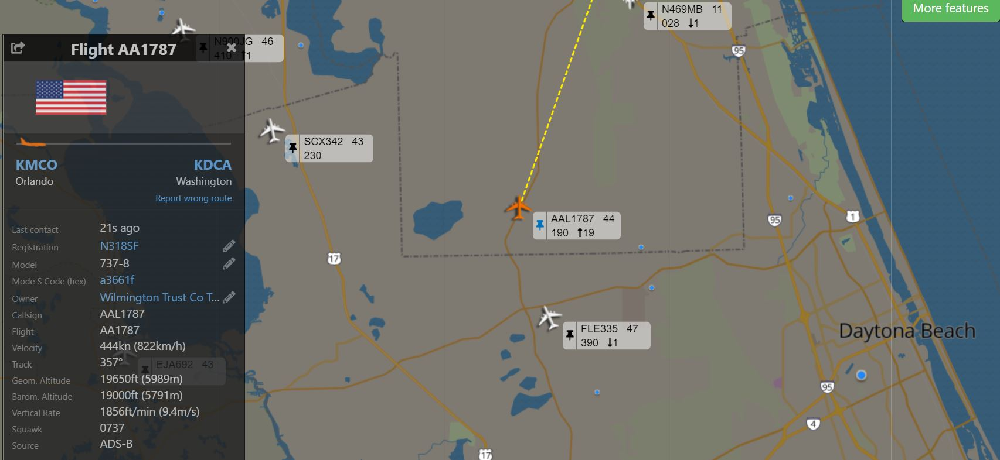 More features
N469MB 11
028 ↓1
Flight AA1787
N900JG 46
410 ↑1
SCX342 43
230
KMCO
KDCA
Orlando
Washington
Report wrong route
Last contact 21s ago
Registration N318SF
Model 737-8
Mode S Code (hex) a3661f
Owner Wilmington Trust Co T...
Callsign AAL1787
Flight AA1787
Velocity 444kn (822km/h)
Track 357°
Geom. Altitude 19650ft (5989m)
Barom. Altitude 19000ft (5791m)
Vertical Rate 1856ft/min (9.4m/s)
Squawk 0737
Source ADS-B
EJA692 43
AAL1787 44
190 ↑19
FLE335 47
390 ↓1
Daytona Beach
95
95
1
17
95
4
17